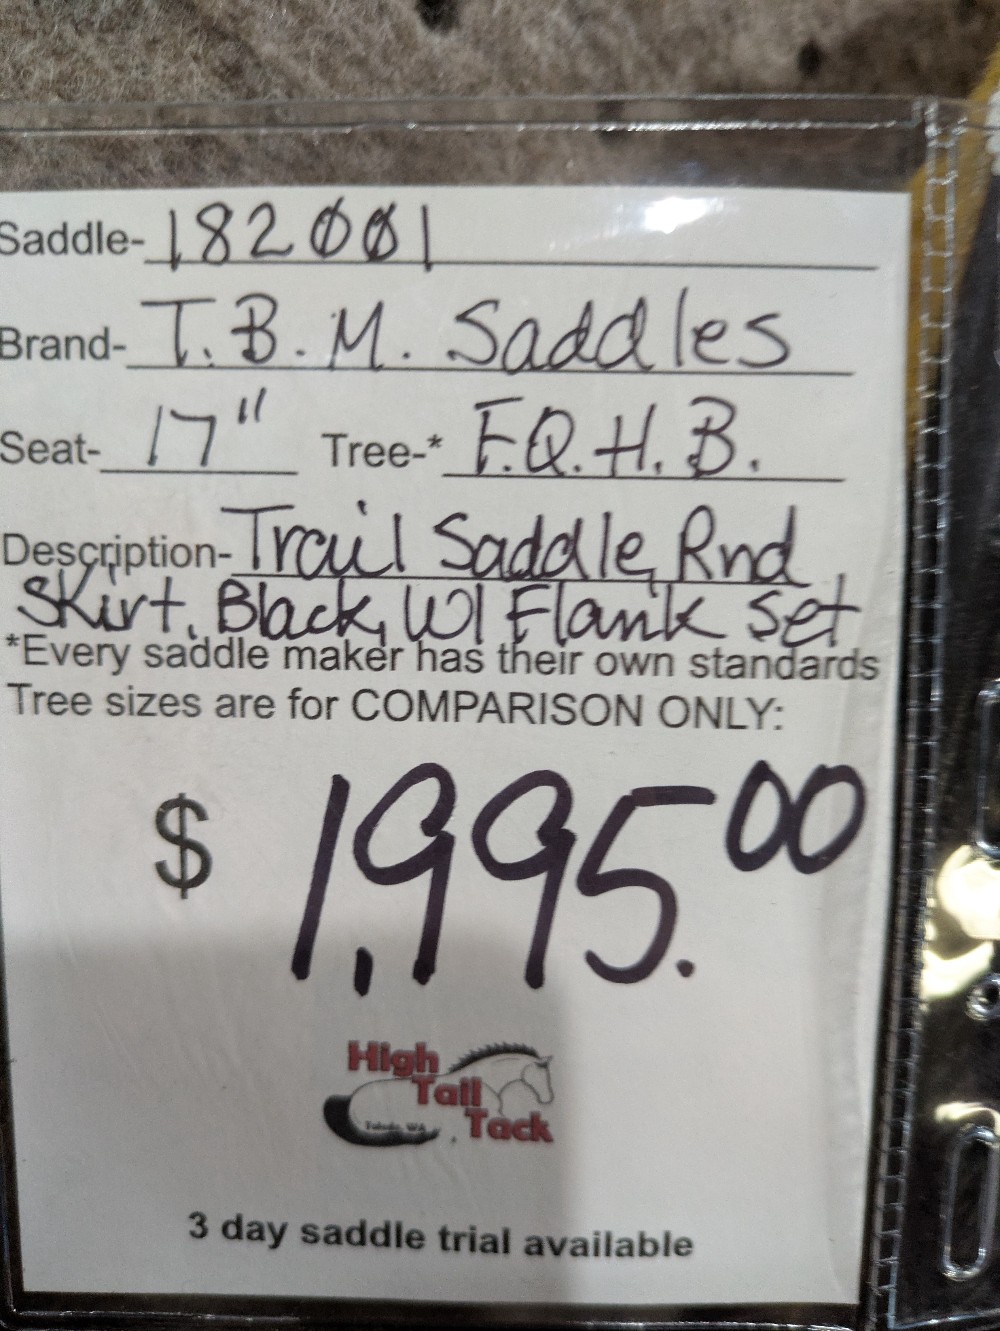 Saddle- 182001
Brand- T.B.M. Saddles
Seat- 17" Tree-* F.Q.H.B.
Description- Trail Saddle, Rnd
Skirt, Black, W/ Flank Set
*Every saddle maker has their own standards
Tree sizes are for COMPARISON ONLY:
$ 1,995.00
High
Tail
Tack
Toledo, WA
3 day saddle trial available